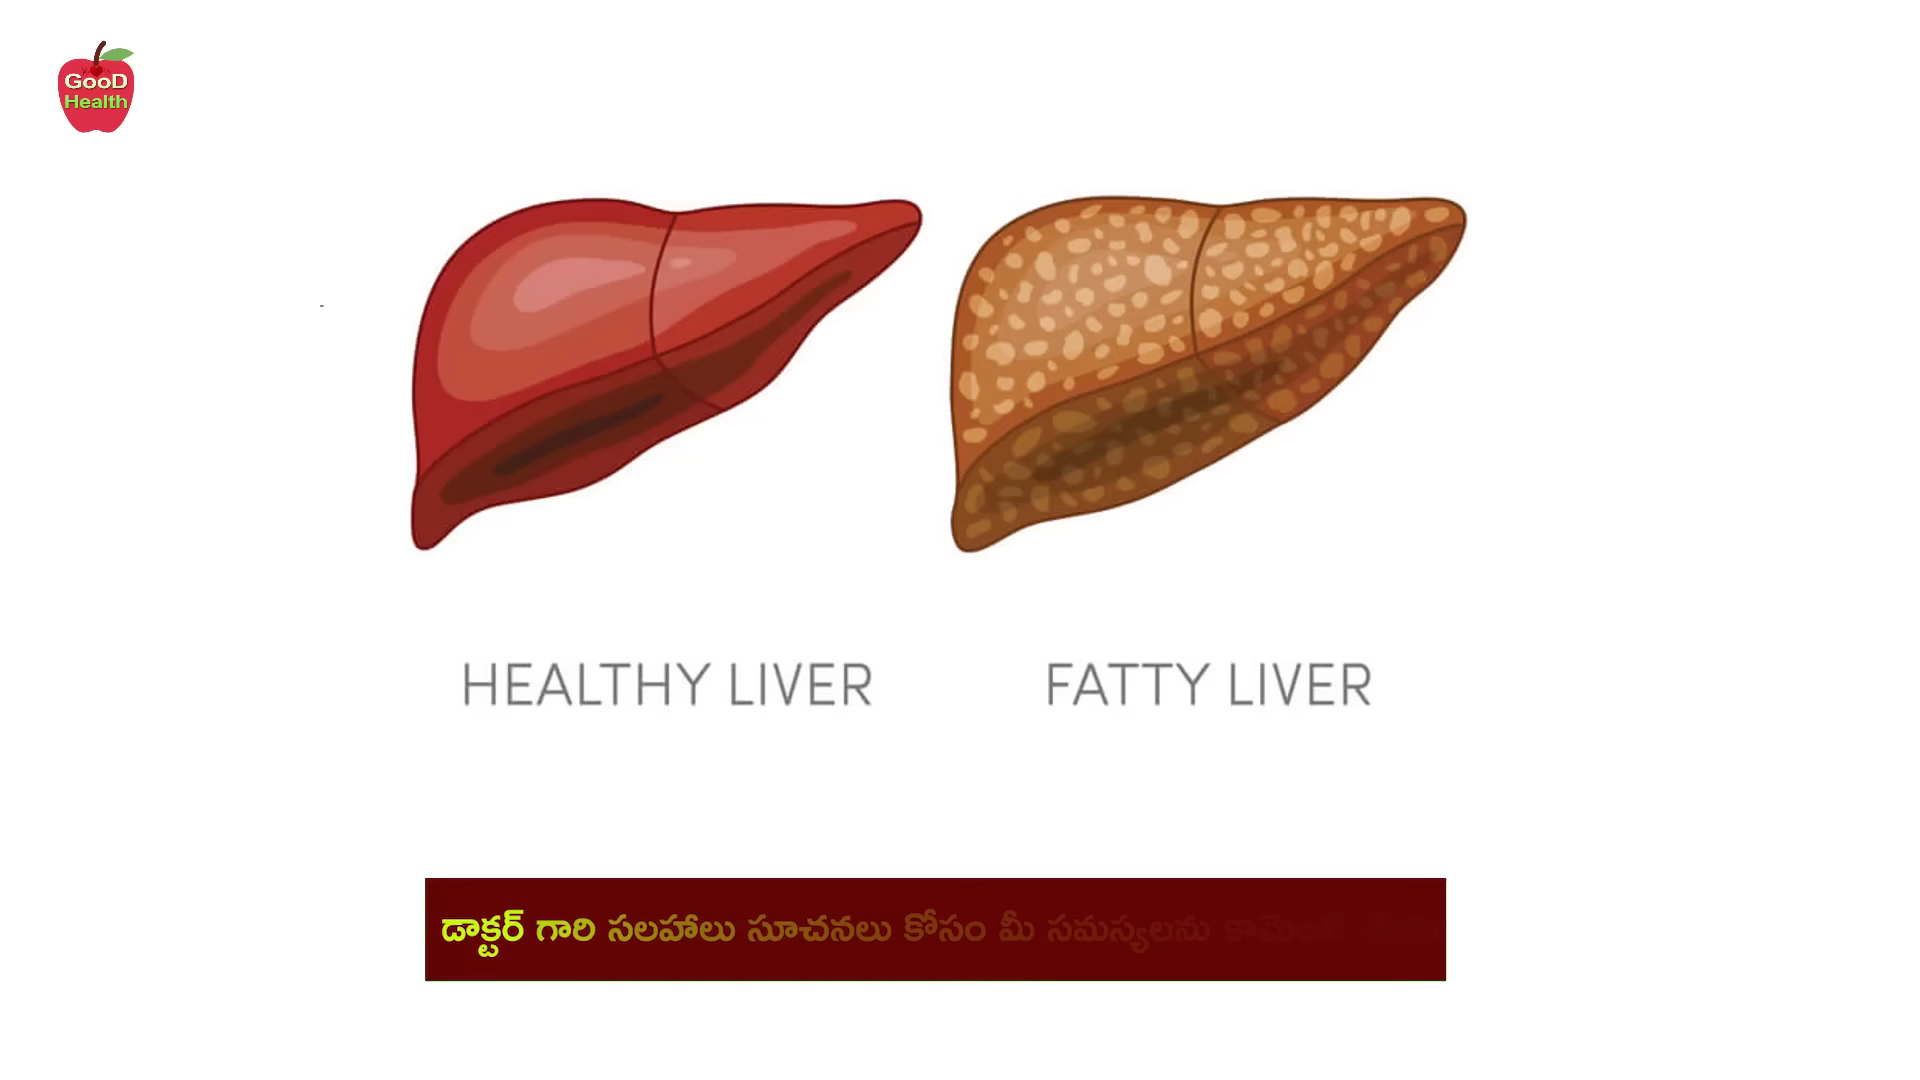 GooD
Health
HEALTHY LIVER
FATTY LIVER
డాక్టర్ గారి సలహాలు సూచనలు కోసం మీ సమస్యలను కామెంట్